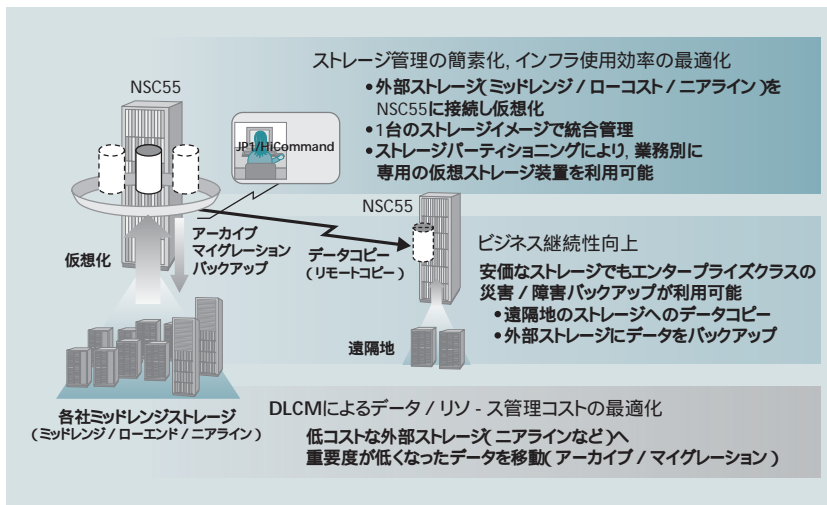 ストレージ管理の簡素化, インフラ使用効率の最適化
•外部ストレージ(ミッドレンジ/ローコスト/ニアライン)を
NSC55に接続し仮想化
•1台のストレージイメージで統合管理
•ストレージパーティショニングにより, 業務別に
専用の仮想ストレージ装置を利用可能
NSC55
JP1/HiCommand
仮想化
アーカイブ
マイグレーション
バックアップ
データコピー
(リモートコピー)
NSC55
遠隔地
ビジネス継続性向上
安価なストレージでもエンタープライズクラスの
災害/障害バックアップが利用可能
•遠隔地のストレージへのデータコピー
•外部ストレージにデータをバックアップ
各社ミッドレンジストレージ
(ミッドレンジ/ローエンド/ニアライン)
DLCMによるデータ/リソ-ス管理コストの最適化
低コストな外部ストレージ(ニアラインなど)へ
重要度が低くなったデータを移動(アーカイブ/マイグレーション)